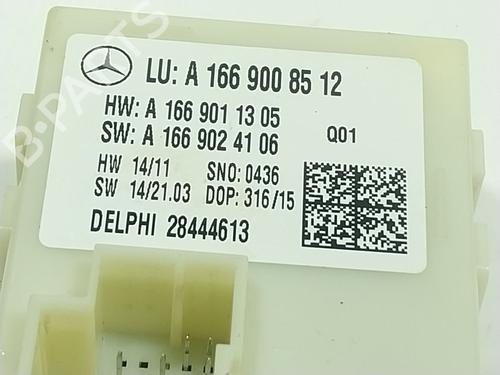 LU: A 166 900 85 12
HW: A 166 901 13 05
SW: A 166 902 41 06 Q01
HW 14/11 SNO: 0436
SW 14/21.03 DOP: 316/15
DELPHI 28444613
B-PARTS